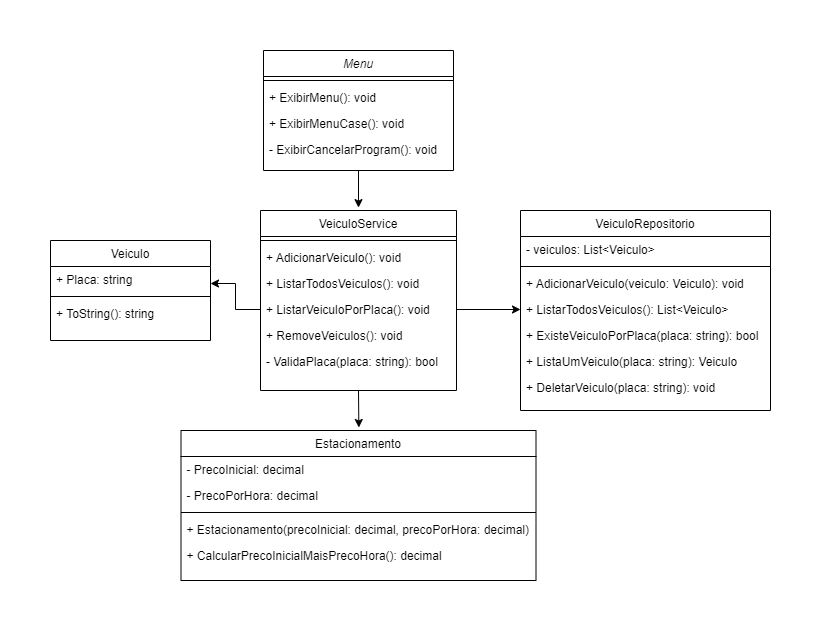 Menu
+ ExibirMenu(): void
+ ExibirMenuCase(): void
- ExibirCancelarProgram(): void
VeiculoService
+ AdicionarVeiculo(): void
+ ListarTodosVeiculos(): void
+ ListarVeiculoPorPlaca(): void
+ RemoveVeiculos(): void
- ValidaPlaca(placa: string): bool
VeiculoRepositorio
- veiculos: List<Veiculo>
+ AdicionarVeiculo(veiculo: Veiculo): void
+ ListarTodosVeiculos(): List<Veiculo>
+ ExisteVeiculoPorPlaca(placa: string): bool
+ ListaUmVeiculo(placa: string): Veiculo
+ DeletarVeiculo(placa: string): void
Veiculo
+ Placa: string
+ ToString(): string
Estacionamento
- PrecoInicial: decimal
- PrecoPorHora: decimal
+ Estacionamento(precoInicial: decimal, precoPorHora: decimal)
+ CalcularPrecoInicialMaisPrecoHora(): decimal